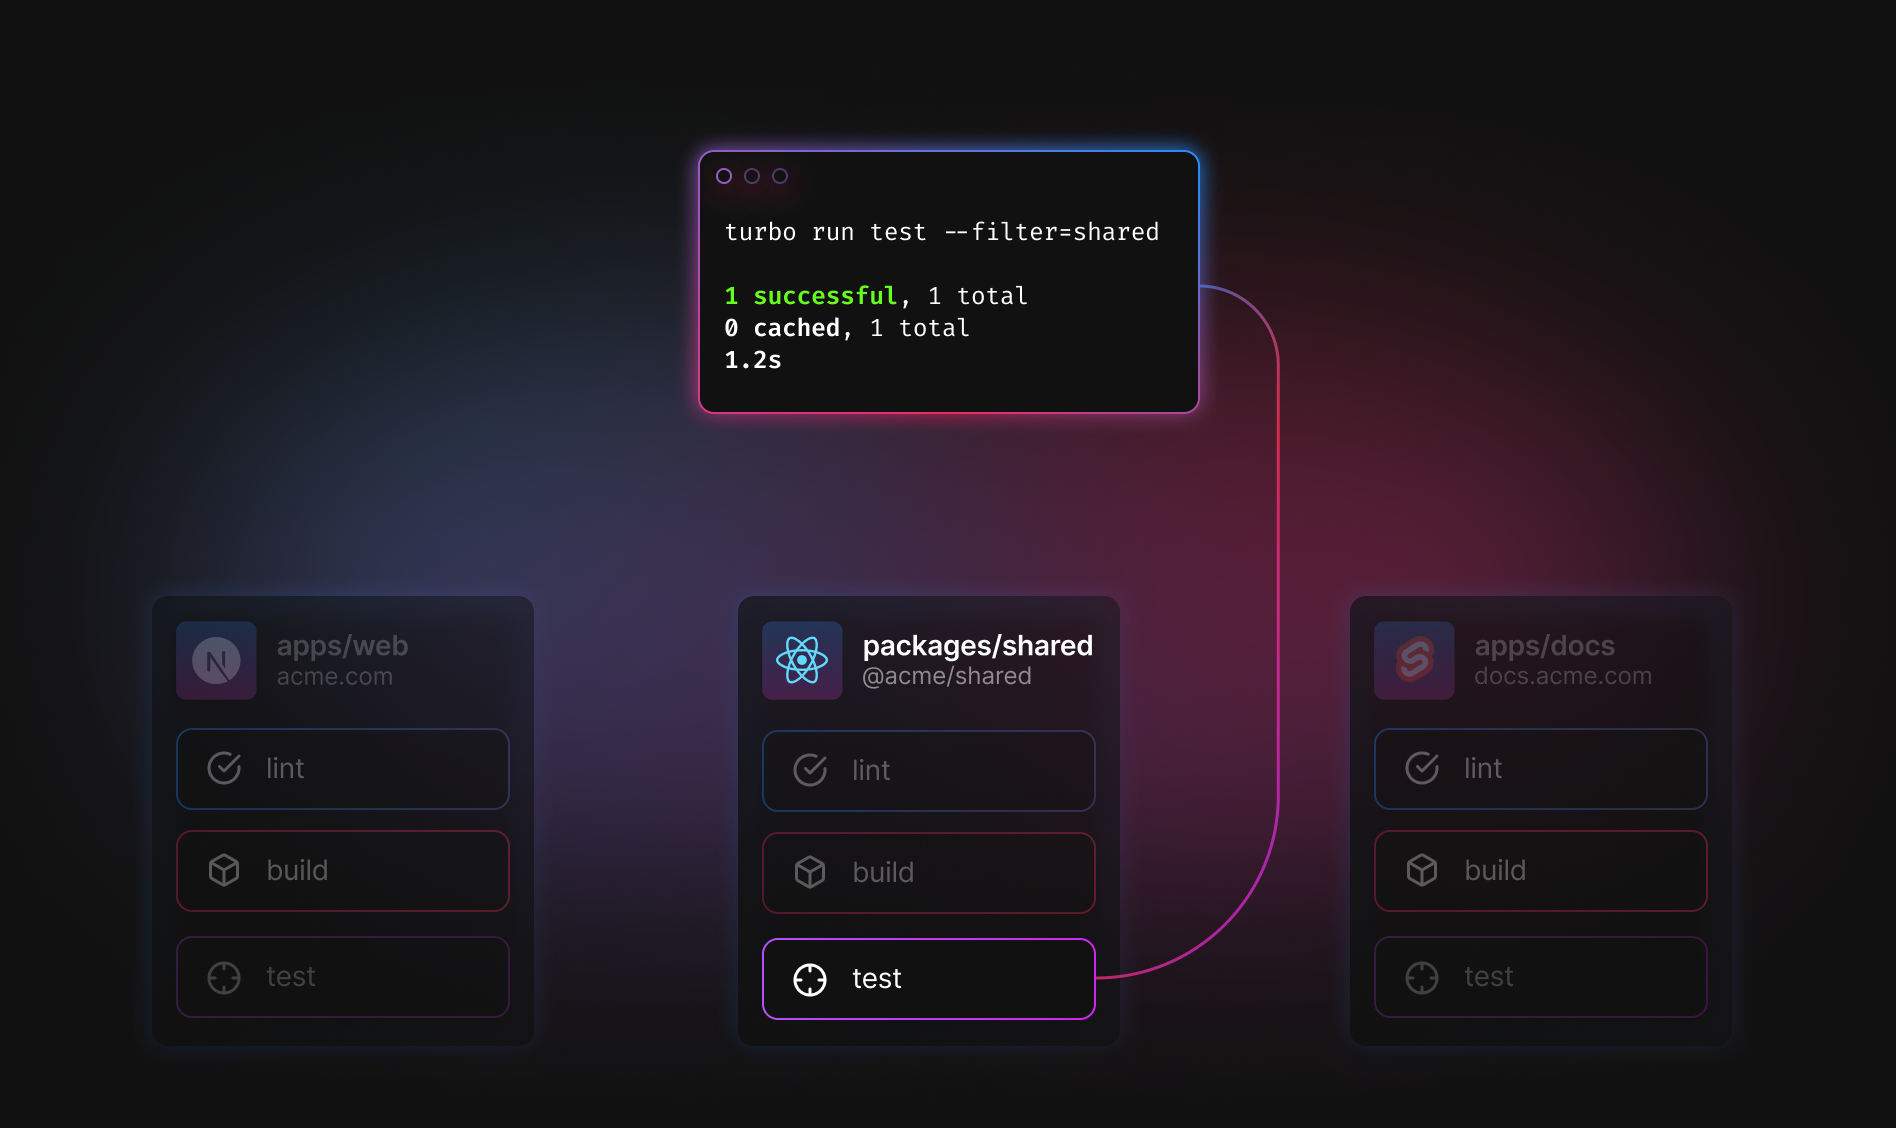 turbo run test --filter=shared
1 successful, 1 total
0 cached, 1 total
1.2s
apps/web
acme.com
lint
build
test
packages/shared
@acme/shared
lint
build
test
apps/docs
docs.acme.com
lint
build
test